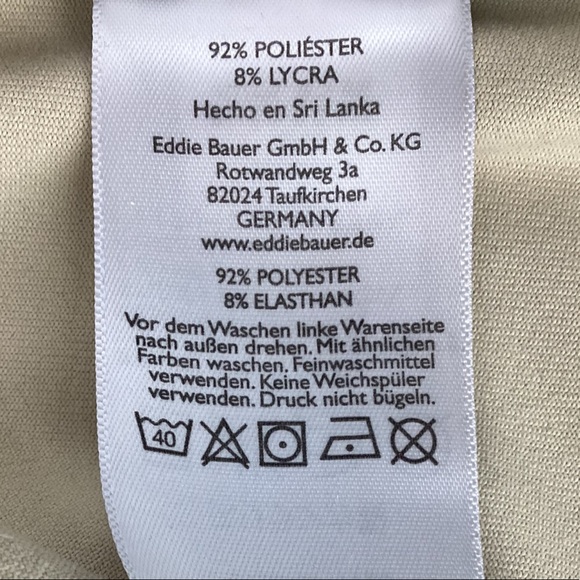 92% POLIÉSTER
8% LYCRA
Hecho en Sri Lanka
Eddie Bauer GmbH & Co. KG
Rotwandweg 3a
82024 Taufkirchen
GERMANY
www.eddiebauer.de
92% POLYESTER
8% ELASTHAN
Vor dem Waschen linke Warenseite
nach außen drehen. Mit ähnlichen
Farben waschen. Feinwaschmittel
verwenden. Keine Weichspüler
verwenden. Druck nicht bügeln.
40